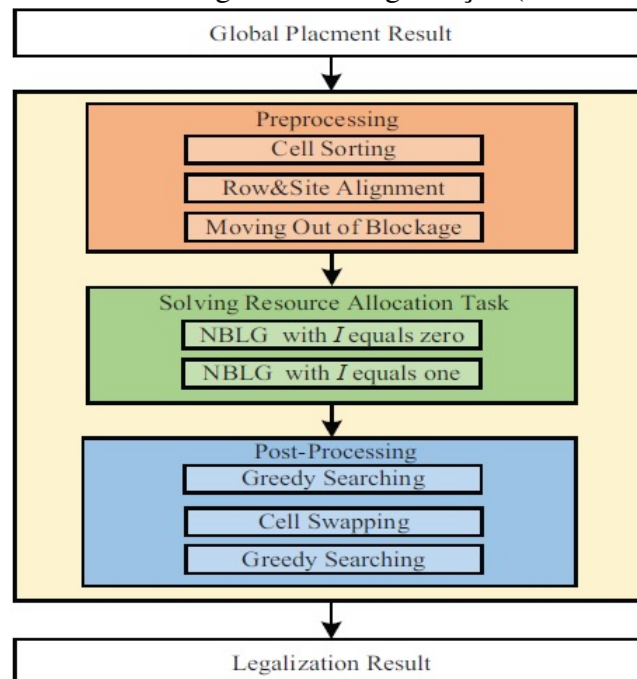 Global Placment Result
Preprocessing
Cell Sorting
Row&Site Alignment
Moving Out of Blockage
Solving Resource Allocation Task
NBLG with I equals zero
NBLG with I equals one
Post-Processing
Greedy Searching
Cell Swapping
Greedy Searching
Legalization Result